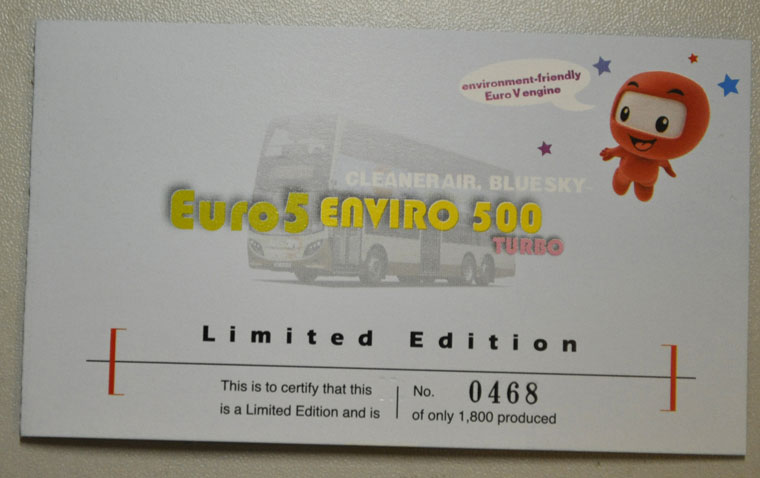 environment-friendly
Euro V engine
CLEANER AIR, BLUE SKY
Euro5 ENVIRO 500
TURBO
Limited Edition
This is to certify that this
is a Limited Edition and is
No. 0468
of only 1,800 produced